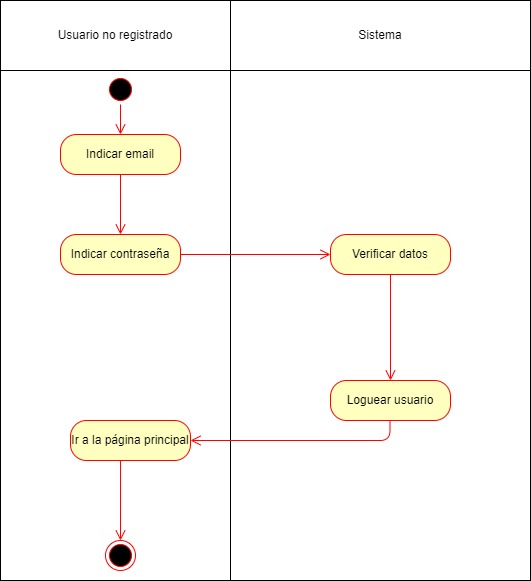 Usuario no registrado
Sistema
Indicar email
Indicar contraseña
Verificar datos
Loguear usuario
Ir a la página principal